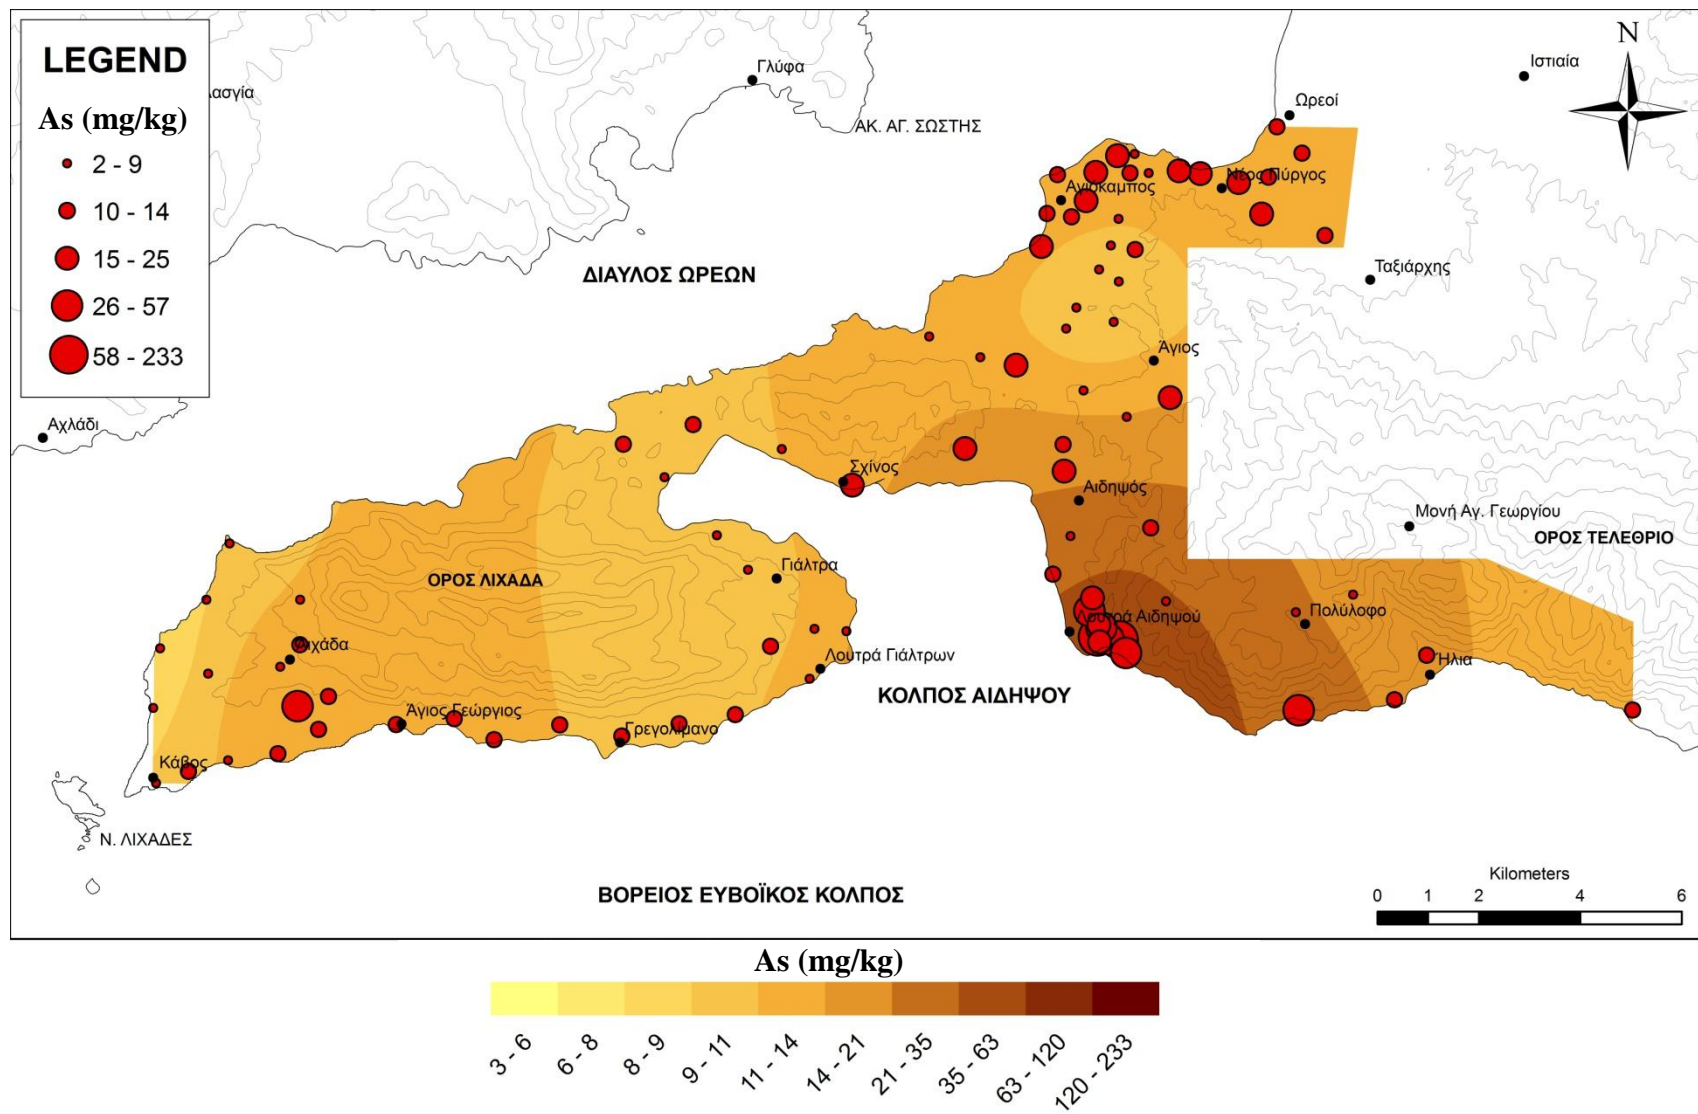 LEGEND
As (mg/kg)
2 - 9
10 - 14
15 - 25
26 - 57
58 - 233
Γλύφα
ΑΚ. ΑΓ. ΣΩΣΤΗΣ
Ωρεοί
Ιστιαία
N
Αγιόκαμπος
Νέος Πύργος
Ταξιάρχης
ΔΙΑΥΛΟΣ ΩΡΕΩΝ
Άγιος
Αχλάδι
Σχίνος
Αιδηψός
Μονή Αγ. Γεωργίου
ΟΡΟΣ ΤΕΛΕΘΡΙΟ
ΟΡΟΣ ΛΙΧΑΔΑ
Γιάλτρα
Λουτρά Αιδηψού
Πολύλοφο
Λιχάδα
Λουτρά Γιάλτρων
Ήλια
ΚΟΛΠΟΣ ΑΙΔΗΨΟΥ
Άγιος Γεώργιος
Γρεγολίμανο
Κάβος
Ν. ΛΙΧΑΔΕΣ
ΒΟΡΕΙΟΣ ΕΥΒΟΪΚΟΣ ΚΟΛΠΟΣ
Kilometers
0 1 2 4 6
As (mg/kg)
3 - 6
6 - 8
8 - 9
9 - 11
11 - 14
14 - 21
21 - 35
35 - 63
63 - 120
120 - 233